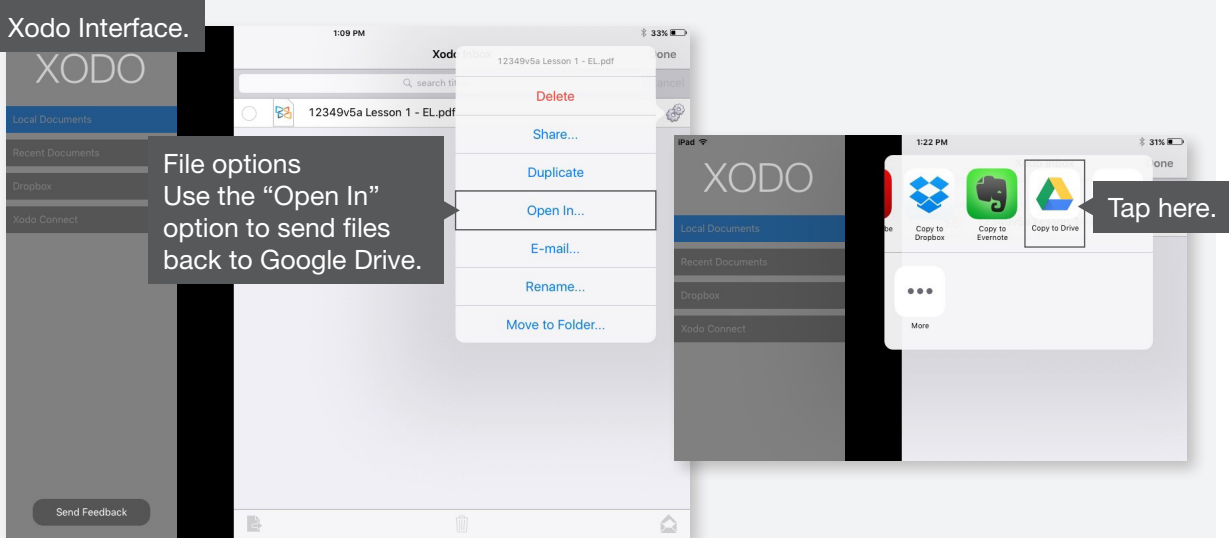 Xodo Interface.
1:09 PM
33%
XODO
Xodo Inbox
Done
12349v5a Lesson 1 - EL.pdf
search tit
Cancel
Local Documents
12349v5a Lesson 1 - EL.pdf
Recent Documents
Dropbox
Xodo Connect
File options
Use the “Open In”
option to send files
back to Google Drive.
Delete
Share...
Duplicate
Open In...
E-mail...
Rename...
Move to Folder...
Send Feedback
iPad
1:22 PM
31%
XODO
one
Local Documents
Recent Documents
Dropbox
Xodo Connect
be
Copy to
Dropbox
Copy to
Evernote
Copy to Drive
Tap here.
More